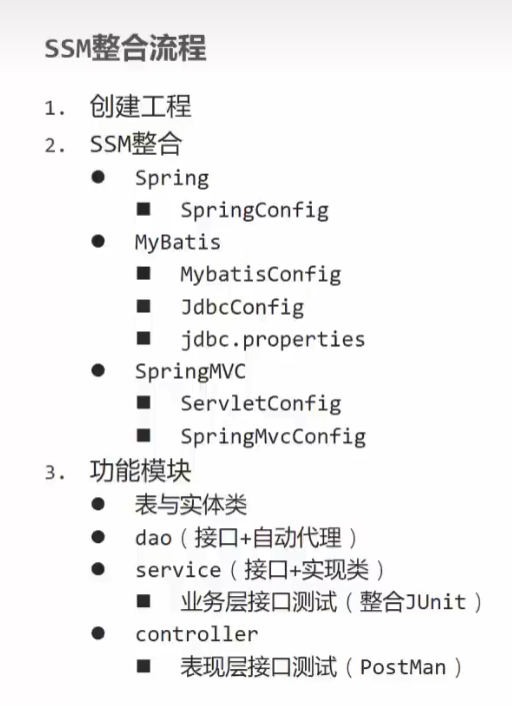 SSM整合流程
1. 创建工程
2. SSM整合
● Spring
■ SpringConfig
● MyBatis
■ MybatisConfig
■ JdbcConfig
■ jdbc.properties
● SpringMVC
■ ServletConfig
■ SpringMvcConfig
3. 功能模块
● 表与实体类
● dao（接口+自动代理）
● service（接口+实现类）
■ 业务层接口测试（整合JUnit）
● controller
■ 表现层接口测试（PostMan）